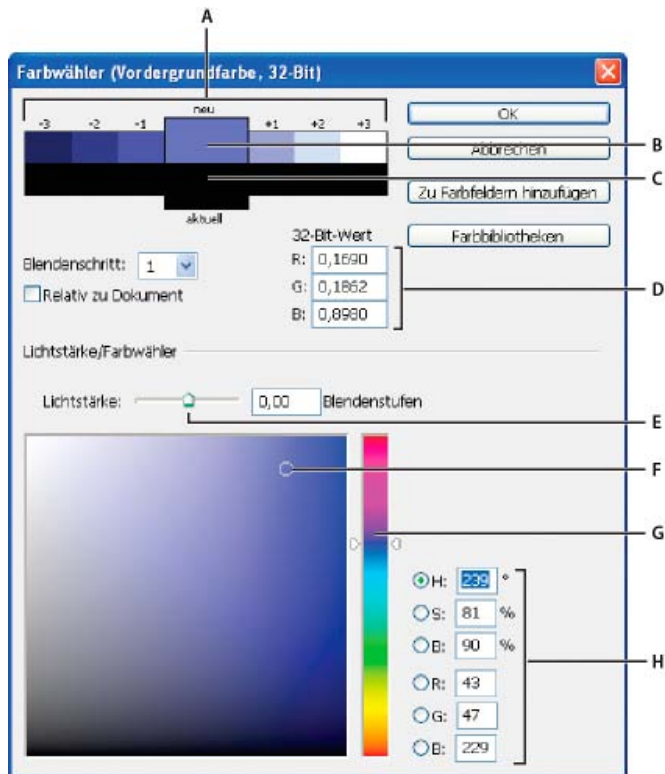 A
Farbwähler (Vordergrundfarbe, 32-Bit)
neu
-3 -2 -1 +1 +2 +3
OK
B
Abbrechen
C
Zu Farbfeldern hinzufügen
aktuell
32-Bit-Wert
Farbbibliotheken
Blendenschritt: 1
R: 0,1690
Relativ zu Dokument
G: 0,1862
D
B: 0,8980
Lichtstärke/Farbwähler
Lichtstärke: 0,00 Blendenstufen
E
F
G
H: 239 °
S: 81 %
B: 90 %
H
R: 43
G: 47
B: 229